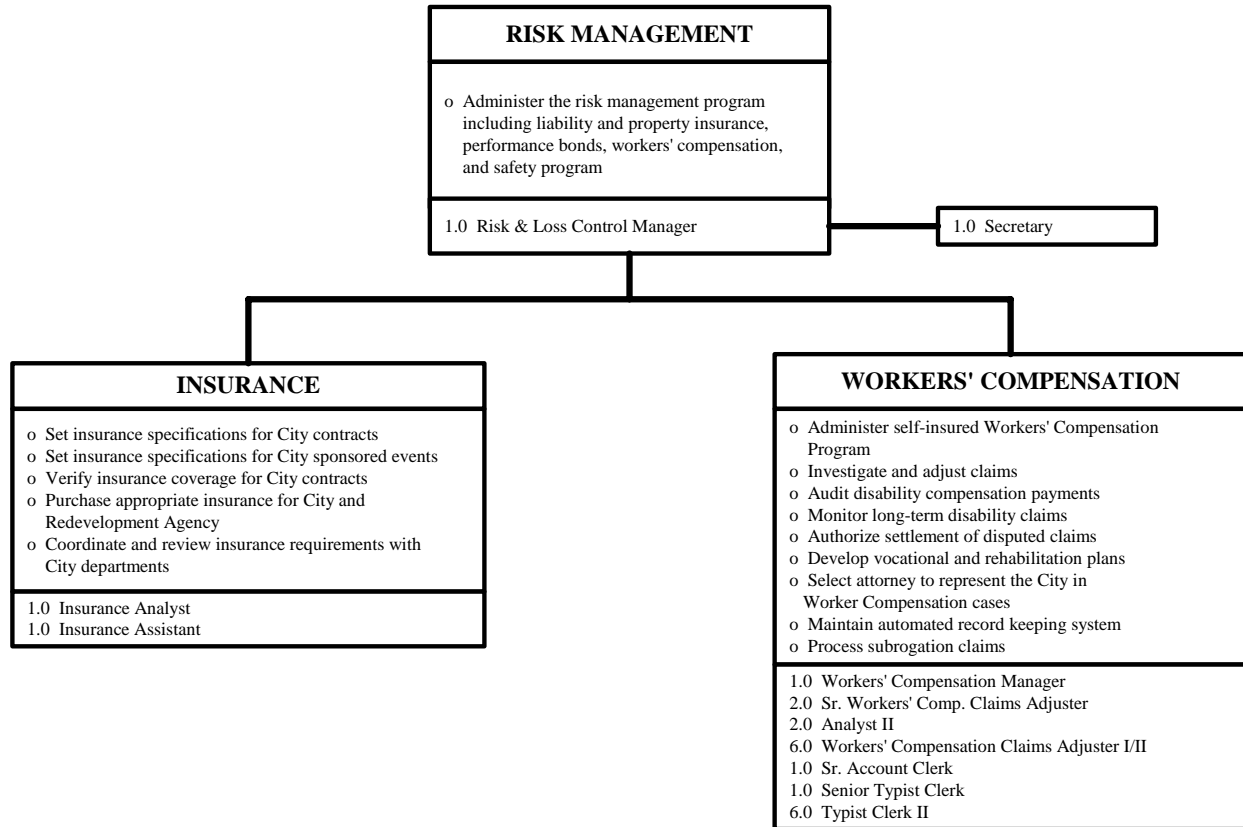 RISK MANAGEMENT
o Administer the risk management program
including liability and property insurance,
performance bonds, workers' compensation,
and safety program
1.0 Risk & Loss Control Manager
1.0 Secretary
INSURANCE
o Set insurance specifications for City contracts
o Set insurance specifications for City sponsored events
o Verify insurance coverage for City contracts
o Purchase appropriate insurance for City and
Redevelopment Agency
o Coordinate and review insurance requirements with
City departments
1.0 Insurance Analyst
1.0 Insurance Assistant
WORKERS' COMPENSATION
o Administer self-insured Workers' Compensation
Program
o Investigate and adjust claims
o Audit disability compensation payments
o Monitor long-term disability claims
o Authorize settlement of disputed claims
o Develop vocational and rehabilitation plans
o Select attorney to represent the City in
Worker Compensation cases
o Maintain automated record keeping system
o Process subrogation claims
1.0 Workers' Compensation Manager
2.0 Sr. Workers' Comp. Claims Adjuster
2.0 Analyst II
6.0 Workers' Compensation Claims Adjuster I/II
1.0 Sr. Account Clerk
1.0 Senior Typist Clerk
6.0 Typist Clerk II